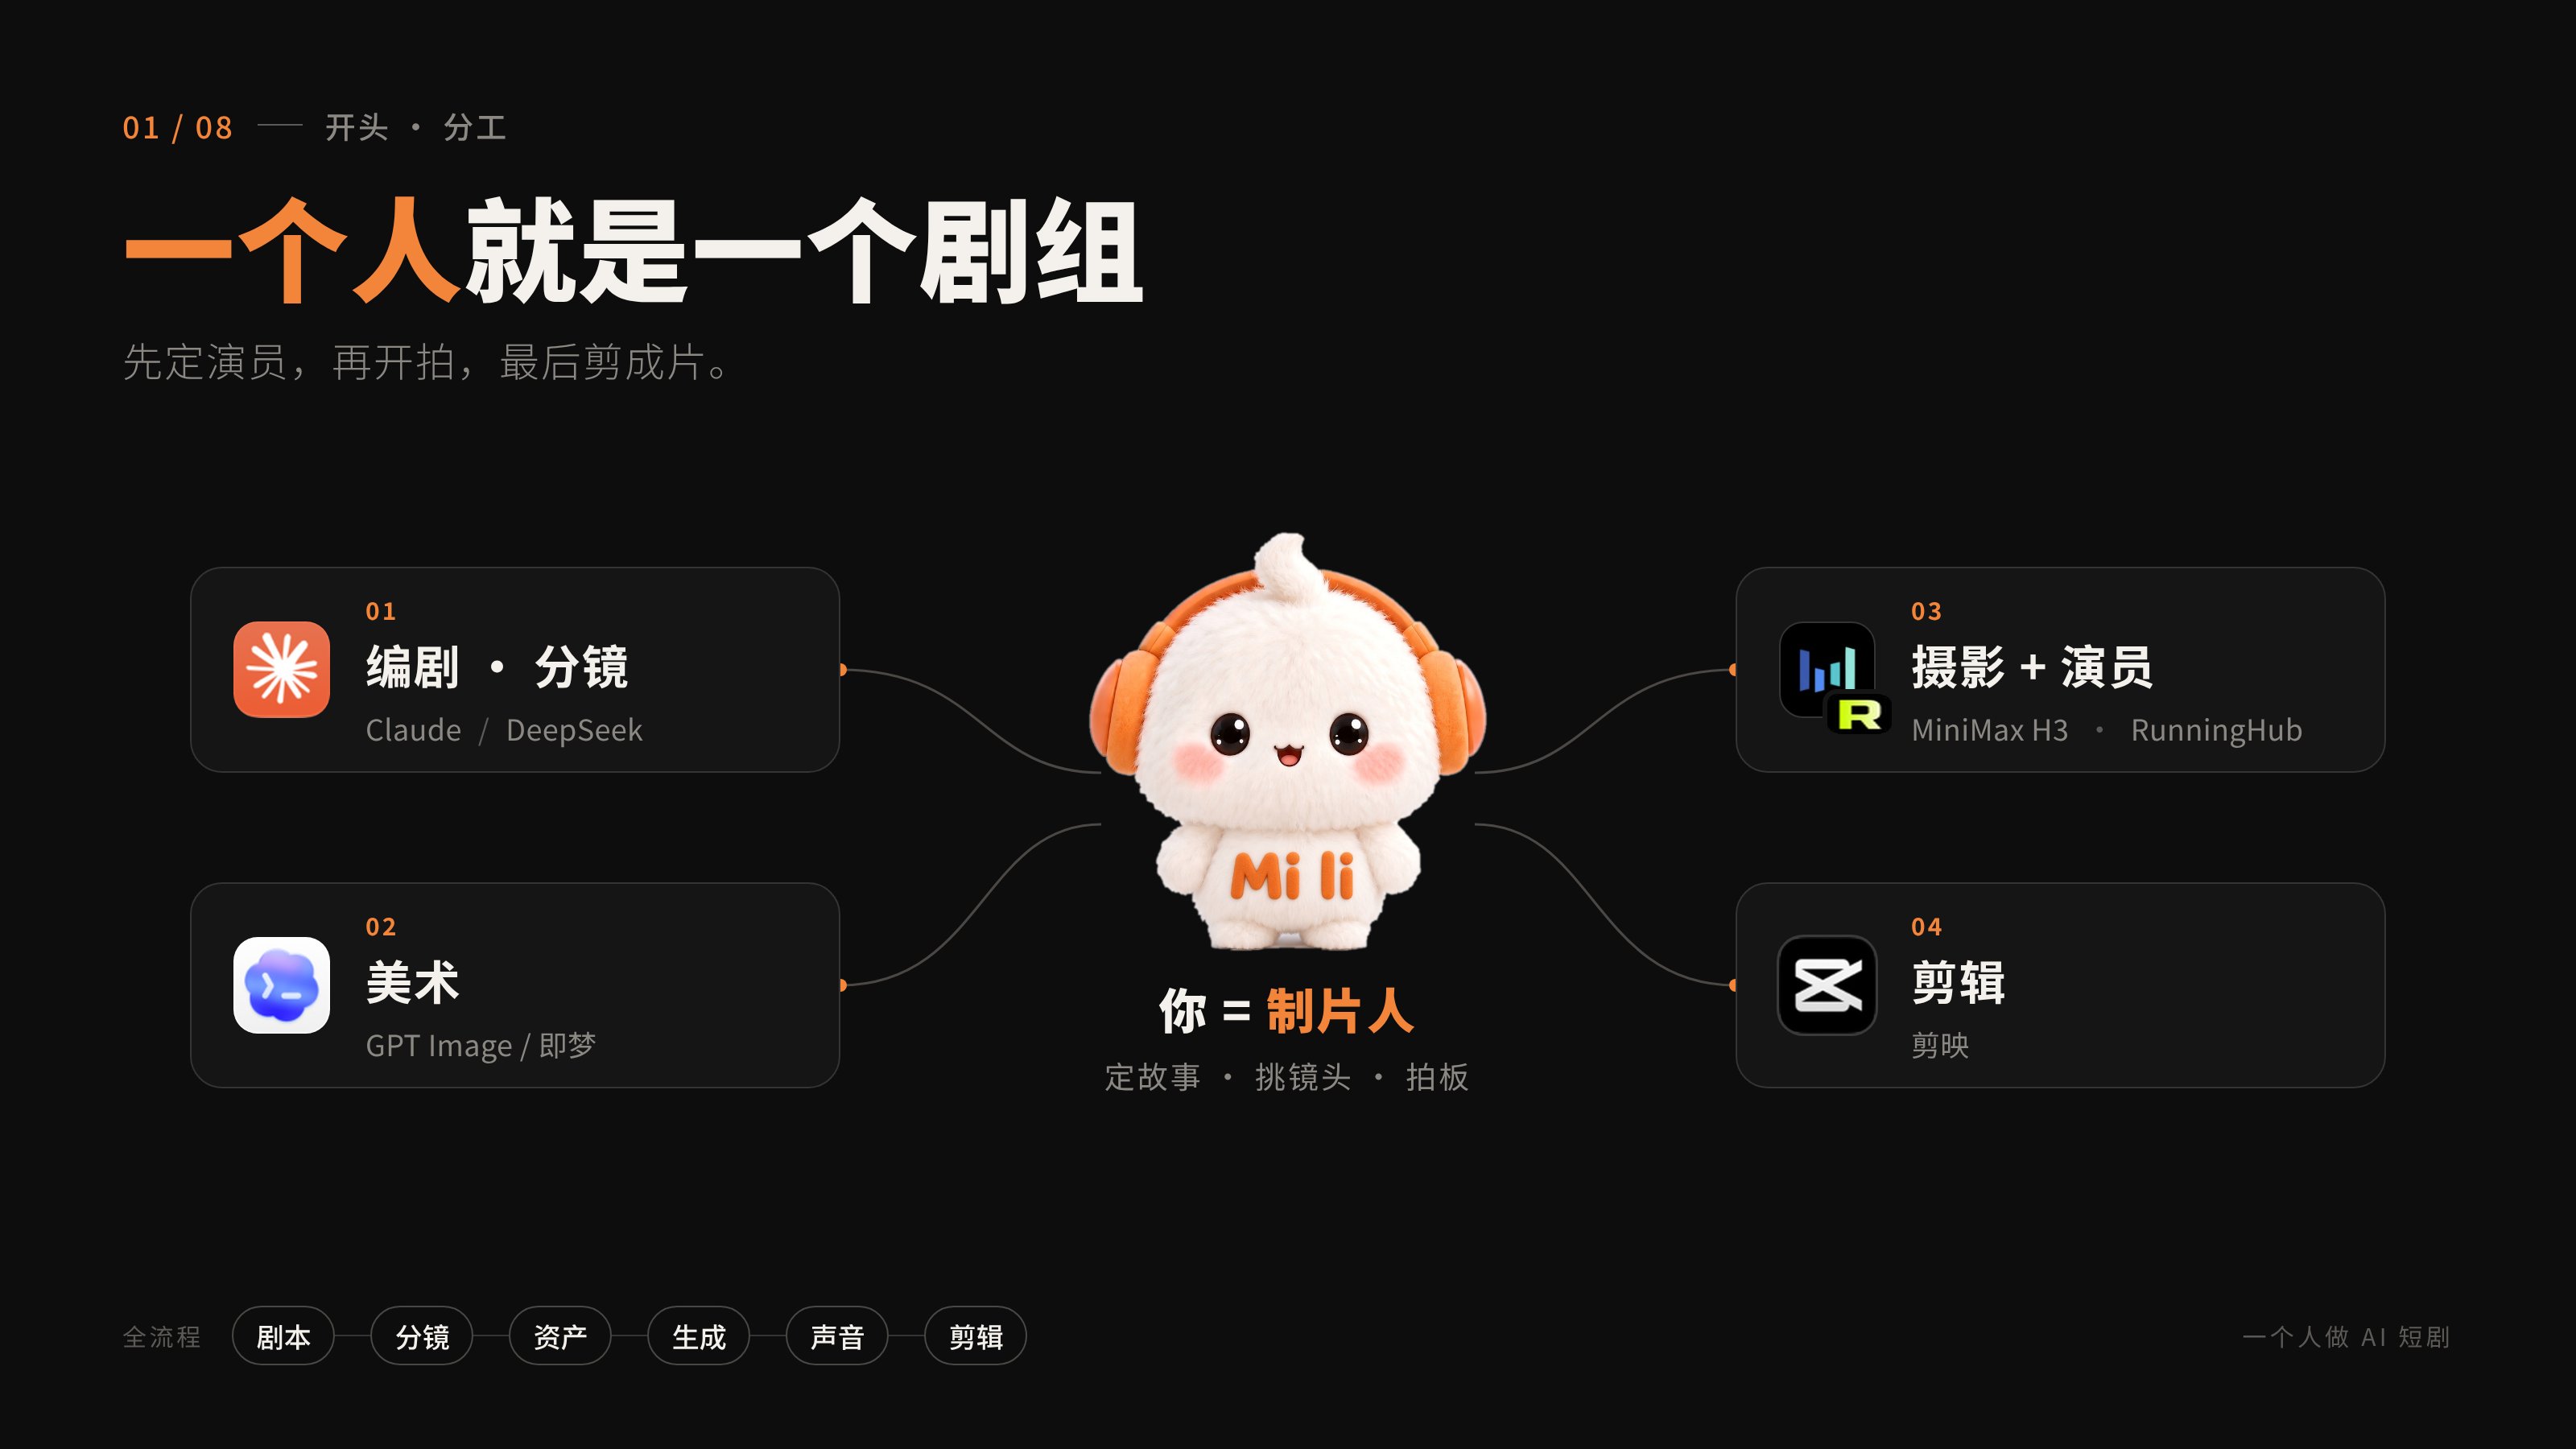 01 / 08 — 开头 · 分工
一个人就是一个剧组
先定演员，再开拍，最后剪成片。
01
编剧 · 分镜
Claude / DeepSeek
02
美术
GPT Image / 即梦
Mi li
你 = 制片人
定故事 · 挑镜头 · 拍板
03
摄影 + 演员
MiniMax H3 · RunningHub
R
04
剪辑
剪映
全流程 剧本 分镜 资产 生成 声音 剪辑
一个人做 AI 短剧